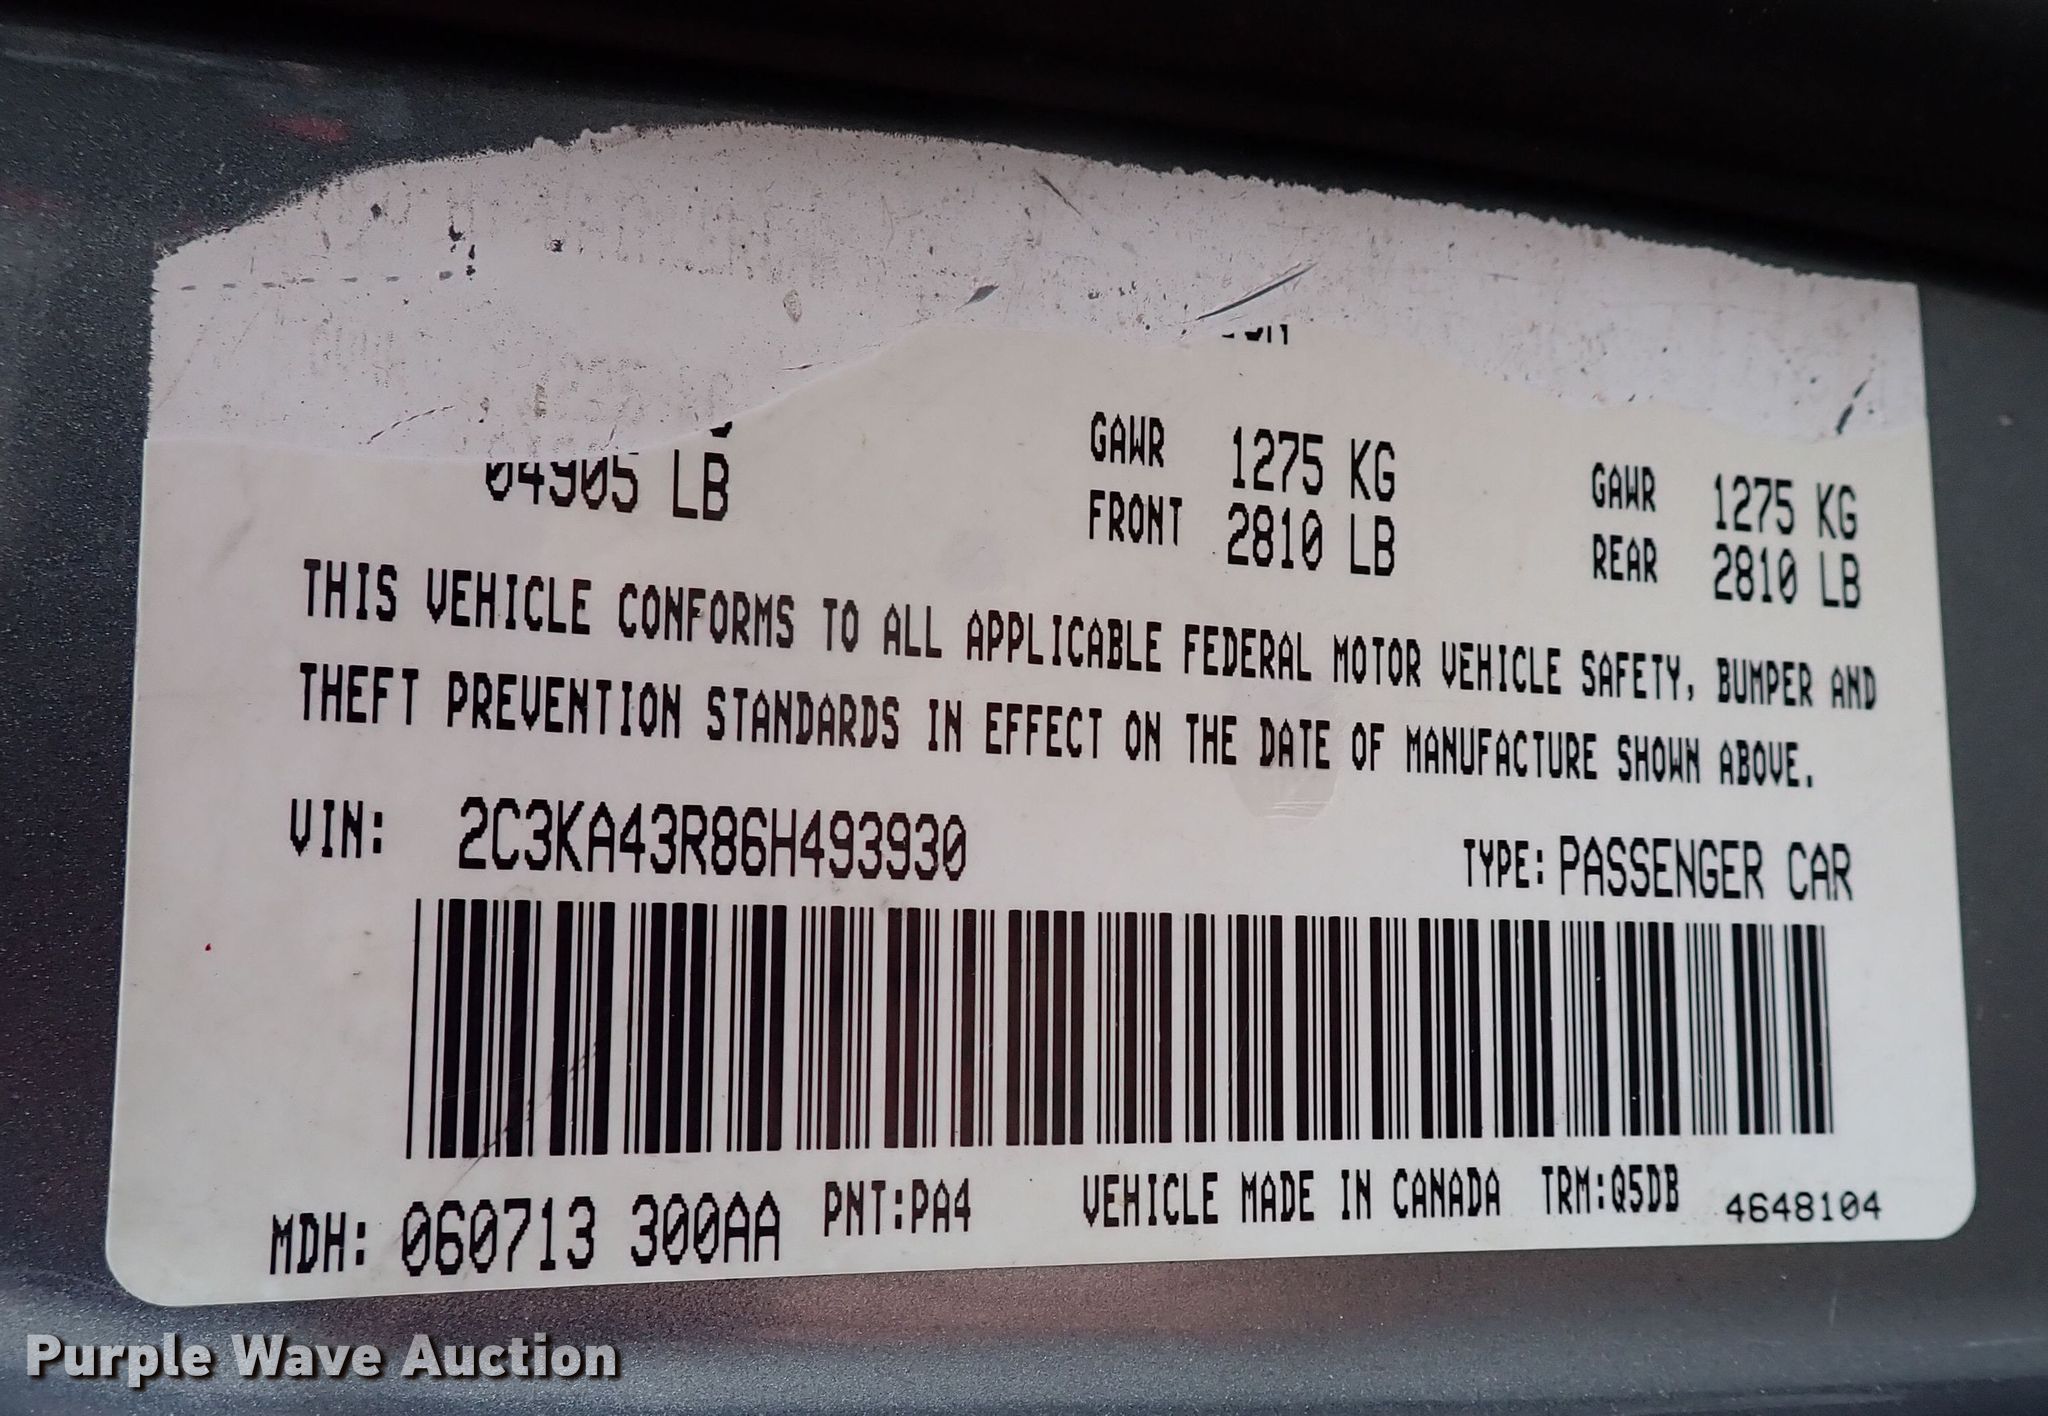 04905 LB
GAWR 1275 KG
FRONT 2810 LB
GAWR 1275 KG
REAR 2810 LB
THIS VEHICLE CONFORMS TO ALL APPLICABLE FEDERAL MOTOR VEHICLE SAFETY, BUMPER AND
THEFT PREVENTION STANDARDS IN EFFECT ON THE DATE OF MANUFACTURE SHOWN ABOVE.
VIN: 2C3KA43R86H493930 TYPE: PASSENGER CAR
MDH: 060713 300AA PNT:PA4 VEHICLE MADE IN CANADA TRM:Q5DB 4648104
Purple Wave Auction